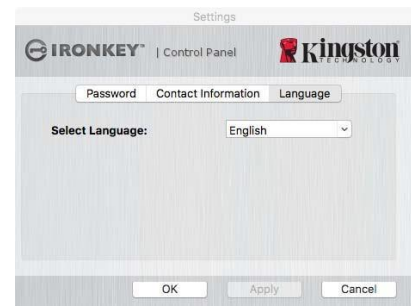 Settings
IRONKEY™ | Control Panel Kingston
TECHNOLOGY
Password Contact Information Language
Select Language: English
OK Apply Cancel